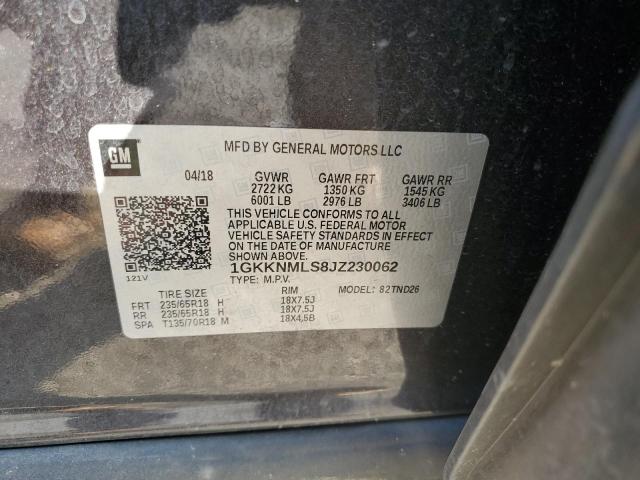 GM
MFD BY GENERAL MOTORS LLC
04/18 GVWR GAWR FRT GAWR RR
2722 KG 1350 KG 1545 KG
6001 LB 2976 LB 3406 LB
THIS VEHICLE CONFORMS TO ALL
APPLICABLE U.S. FEDERAL MOTOR
VEHICLE SAFETY STANDARDS IN EFFECT
ON THE DATE OF MANUFACTURE
SHOWN ABOVE.
1GKKNMLS8JZ230062
121V
TYPE: M.P.V. MODEL: 82TND26
TIRE SIZE RIM
FRT 235/65R18 H 18X7.5J
RR 235/65R18 H 18X7.5J
SPA T135/70R18 M 18X4.5B